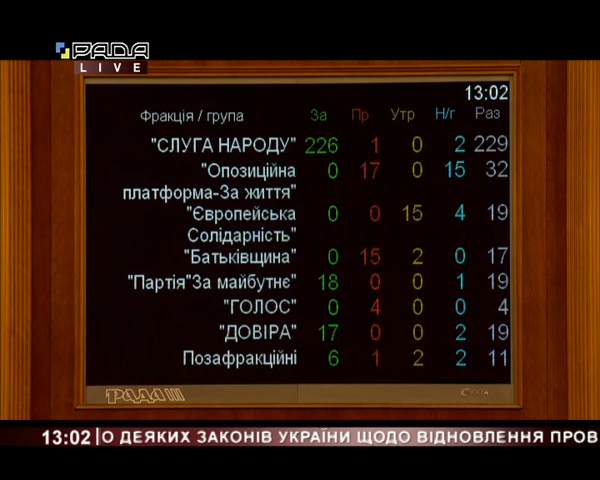 РАДА
LIVE
13:02
Фракція / група За Пр Утр Н/г Раз
"СЛУГА НАРОДУ" 226 1 0 2 229
"Опозиційна 0 17 0 15 32
платформа-За життя"
"Європейська 0 0 15 4 19
Солідарність"
"Батьківщина" 0 15 2 0 17
"Партія"За майбутнє" 18 0 0 1 19
"ГОЛОС" 0 4 0 0 4
"ДОВІРА" 17 0 0 2 19
Позафракційні 6 1 2 2 11
РАДА III
13:02 О ДЕЯКИХ ЗАКОНІВ УКРАЇНИ ЩОДО ВІДНОВЛЕННЯ ПРОВ